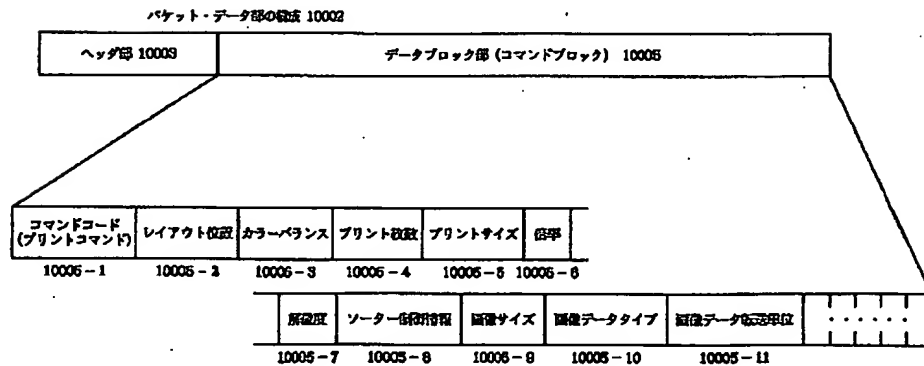 パケット・データ部の構成 10002
ヘッダ部 10003
データブロック部(コマンドブロック) 10005
コマンドコード
(プリントコマンド)
レイアウト位置
カラーバランス
プリント枚数
プリントサイズ
倍率
10005-1
10005-2
10005-3
10005-4
10005-5
10005-6
解像度
ソーター制御情報
画像サイズ
画像データタイプ
画像データ転送単位
10005-7
10005-8
10005-9
10005-10
10005-11